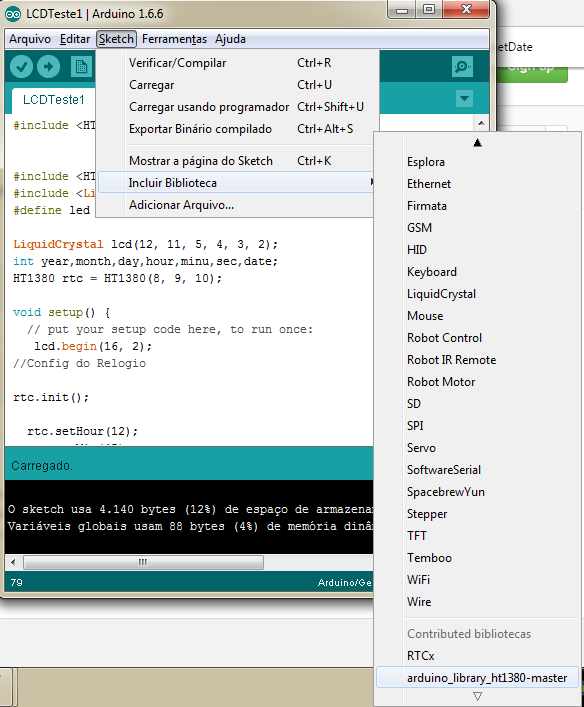 LCDTeste1 | Arduino 1.6.6
Arquivo Editar Sketch Ferramentas Ajuda
LCDTeste1
Verificar/Compilar Ctrl+R
Carregar Ctrl+U
Carregar usando programador Ctrl+Shift+U
Exportar Binário compilado Ctrl+Alt+S
Mostrar a página do Sketch Ctrl+K
Incluir Biblioteca
Adicionar Arquivo...
etDate
Sign up
#include <HT
#include <HT
#include <Li
#define led
LiquidCrystal lcd(12, 11, 5, 4, 3, 2);
int year,month,day,hour,minu,sec,date;
HT1380 rtc = HT1380(8, 9, 10);
void setup() {
// put your setup code here, to run once:
lcd.begin(16, 2);
//Config do Relogio
rtc.init();
rtc.setHour(12);
Carregado.
O sketch usa 4.140 bytes (12%) de espaço de armazena
Variáveis globais usam 88 bytes (4%) de memória dinâ
79
Arduino/Ge
Esplora
Ethernet
Firmata
GSM
HID
Keyboard
LiquidCrystal
Mouse
Robot Control
Robot IR Remote
Robot Motor
SD
SPI
Servo
SoftwareSerial
SpacebrewYun
Stepper
TFT
Temboo
WiFi
Wire
Contributed bibliotecas
RTCx
arduino_library_ht1380-master